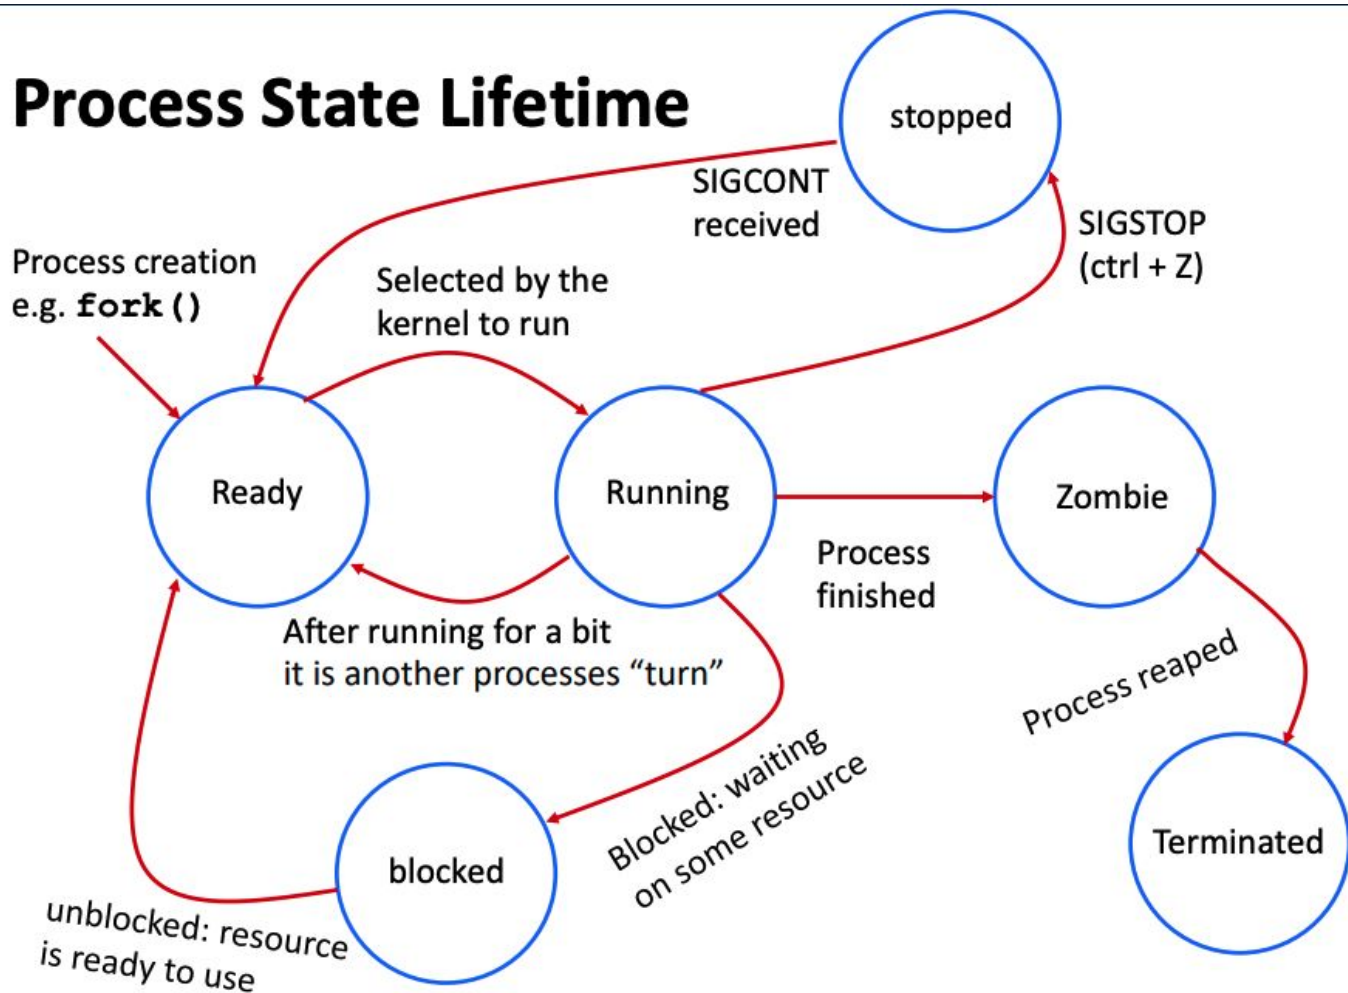 Process State Lifetime
stopped
SIGCONT
received
SIGSTOP
(ctrl + Z)
Process creation
e.g. fork()
Selected by the
kernel to run
Ready
Running
Zombie
Process
finished
After running for a bit
it is another processes “turn”
Process reaped
Blocked: waiting
on some resource
Terminated
blocked
unblocked: resource
is ready to use